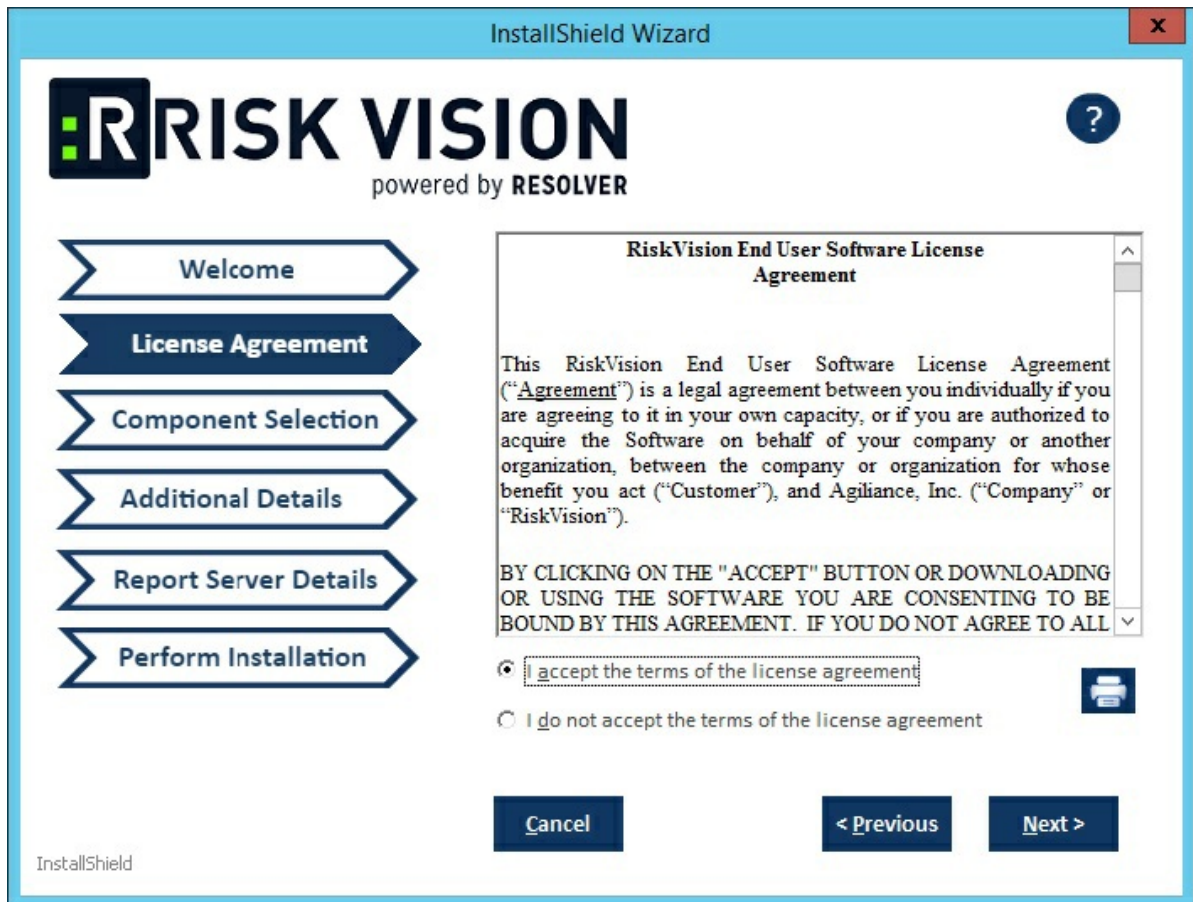 InstallShield Wizard
x
:R RISK VISION
powered by RESOLVER
?
Welcome
License Agreement
Component Selection
Additional Details
Report Server Details
Perform Installation
RiskVision End User Software License
Agreement
This RiskVision End User Software License Agreement
(“Agreement”) is a legal agreement between you individually if you
are agreeing to it in your own capacity, or if you are authorized to
acquire the Software on behalf of your company or another
organization, between the company or organization for whose
benefit you act (“Customer”), and Agiliance, Inc. (“Company” or
“RiskVision”).
BY CLICKING ON THE "ACCEPT" BUTTON OR DOWNLOADING
OR USING THE SOFTWARE YOU ARE CONSENTING TO BE
BOUND BY THIS AGREEMENT. IF YOU DO NOT AGREE TO ALL
I accept the terms of the license agreement
I do not accept the terms of the license agreement
Cancel
< Previous
Next >
InstallShield